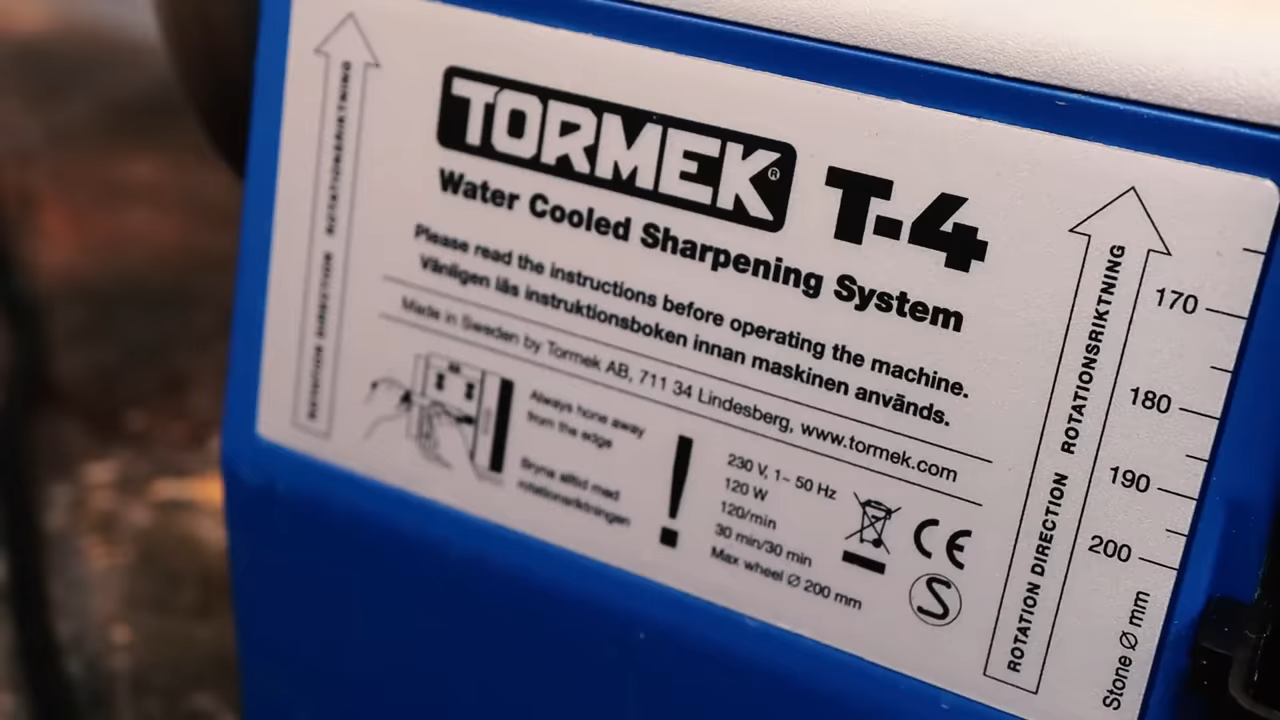 ROTATION DIRECTION ROTATIONSRIKTNING
TORMEK® T-4
Water Cooled Sharpening System
Please read the instructions before operating the machine.
Vänligen läs instruktionsboken innan maskinen används.
Made in Sweden by Tormek AB, 711 34 Lindesberg, www.tormek.com
Always hone away
from the edge
Bryna alltid med
rotationsriktningen
!
230 V, 1~ 50 Hz
120 W
120/min
30 min/30 min
Max wheel Ø 200 mm
CE
S
ROTATION DIRECTION ROTATIONSRIKTNING
170
180
190
200
Stone Ø mm